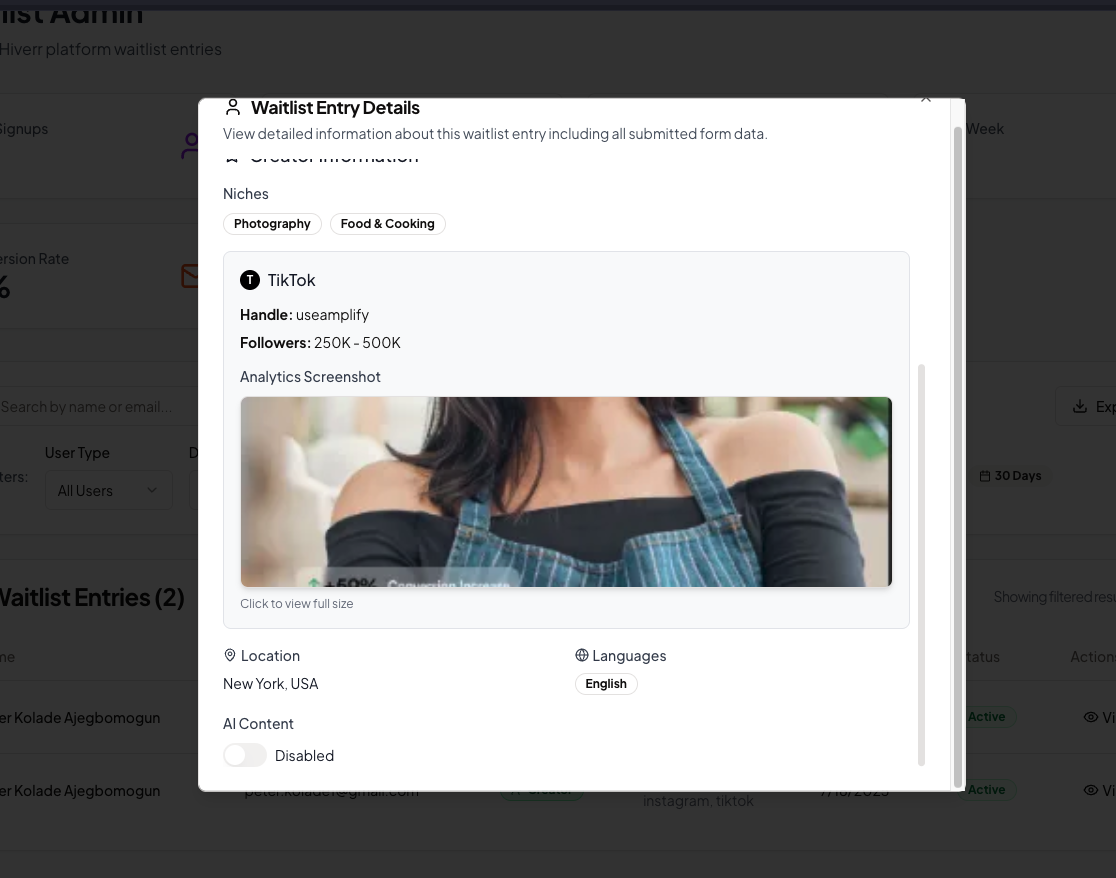 list Admin
Hiverr platform waitlist entries
Signups
Week
Waitlist Entry Details
View detailed information about this waitlist entry including all submitted form data.
Creator Information
Niches
Photography
Food & Cooking
ersion Rate
%
T TikTok
Handle: useamplify
Followers: 250K - 500K
Analytics Screenshot
Search by name or email...
Exp
ters:
User Type
D
All Users
30 Days
+50% Conversion Increase
Click to view full size
Waitlist Entries (2)
Showing filtered resu
me
tatus
Action
Location
Languages
New York, USA
English
er Kolade Ajegbomogun
Active
Vi
AI Content
Disabled
er Kolade Ajegbomogun
peter.kolade1@gmail.com
Creator
instagram, tiktok
7/18/2025
Active
Vi